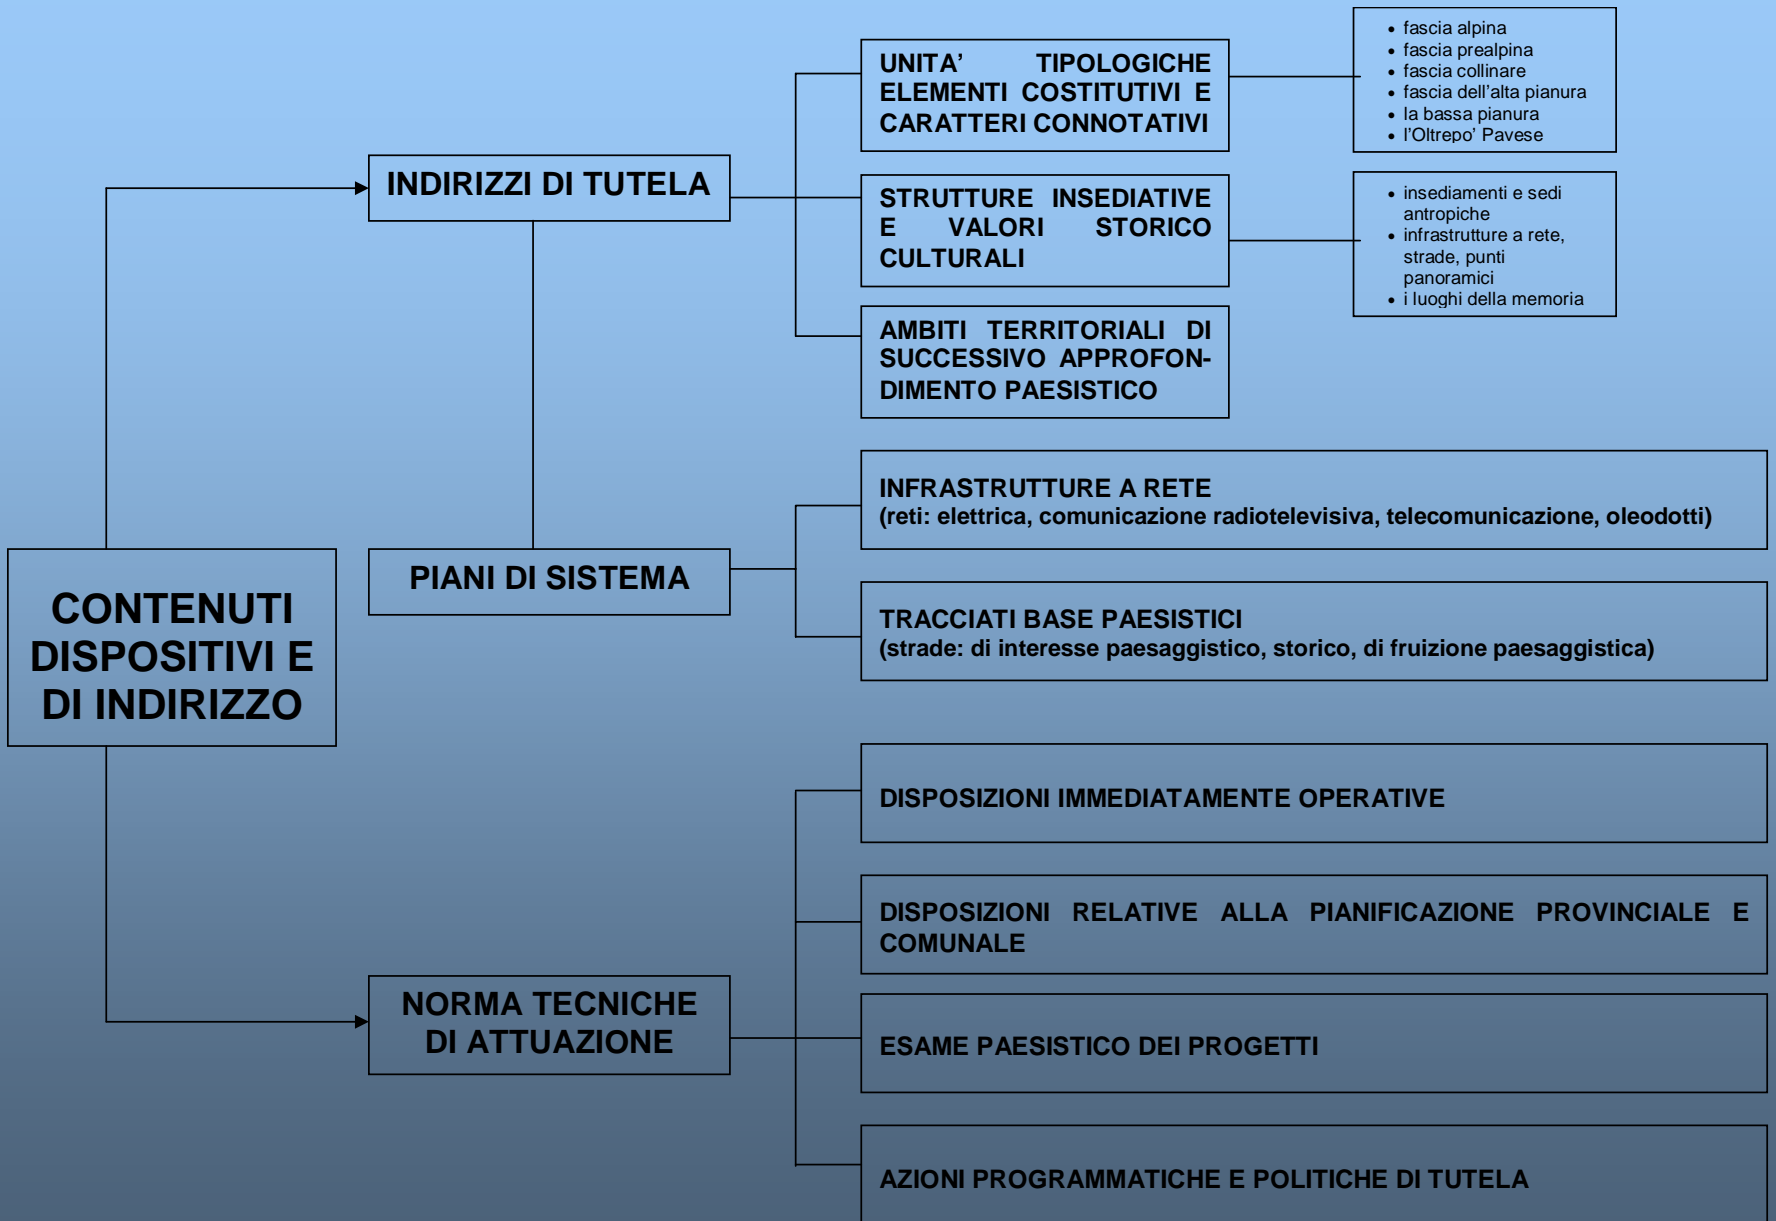 CONTENUTI
DISPOSITIVI E
DI INDIRIZZO
INDIRIZZI DI TUTELA
UNITA’ TIPOLOGICHE
ELEMENTI COSTITUTIVI E
CARATTERI CONNOTATIVI
• fascia alpina
• fascia prealpina
• fascia collinare
• fascia dell’alta pianura
• la bassa pianura
• l’Oltrepo’ Pavese
STRUTTURE INSEDIATIVE
E VALORI STORICO
CULTURALI
• insediamenti e sedi
antropiche
• infrastrutture a rete,
strade, punti
panoramici
• i luoghi della memoria
AMBITI TERRITORIALI DI
SUCCESSIVO APPROFON-
DIMENTO PAESISTICO
PIANI DI SISTEMA
INFRASTRUTTURE A RETE
(reti: elettrica, comunicazione radiotelevisiva, telecomunicazione, oleodotti)
TRACCIATI BASE PAESISTICI
(strade: di interesse paesaggistico, storico, di fruizione paesaggistica)
NORMA TECNICHE
DI ATTUAZIONE
DISPOSIZIONI IMMEDIATAMENTE OPERATIVE
DISPOSIZIONI RELATIVE ALLA PIANIFICAZIONE PROVINCIALE E
COMUNALE
ESAME PAESISTICO DEI PROGETTI
AZIONI PROGRAMMATICHE E POLITICHE DI TUTELA